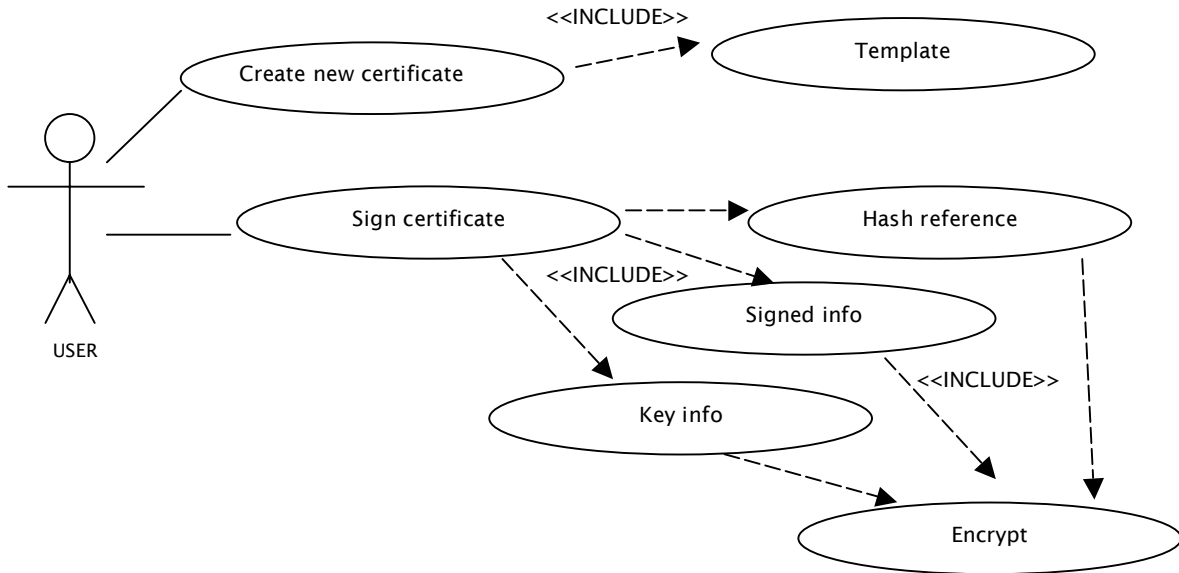 <<INCLUDE>>
Create new certificate
Template
Sign certificate
Hash reference
<<INCLUDE>>
Signed info
USER
<<INCLUDE>>
Key info
Encrypt